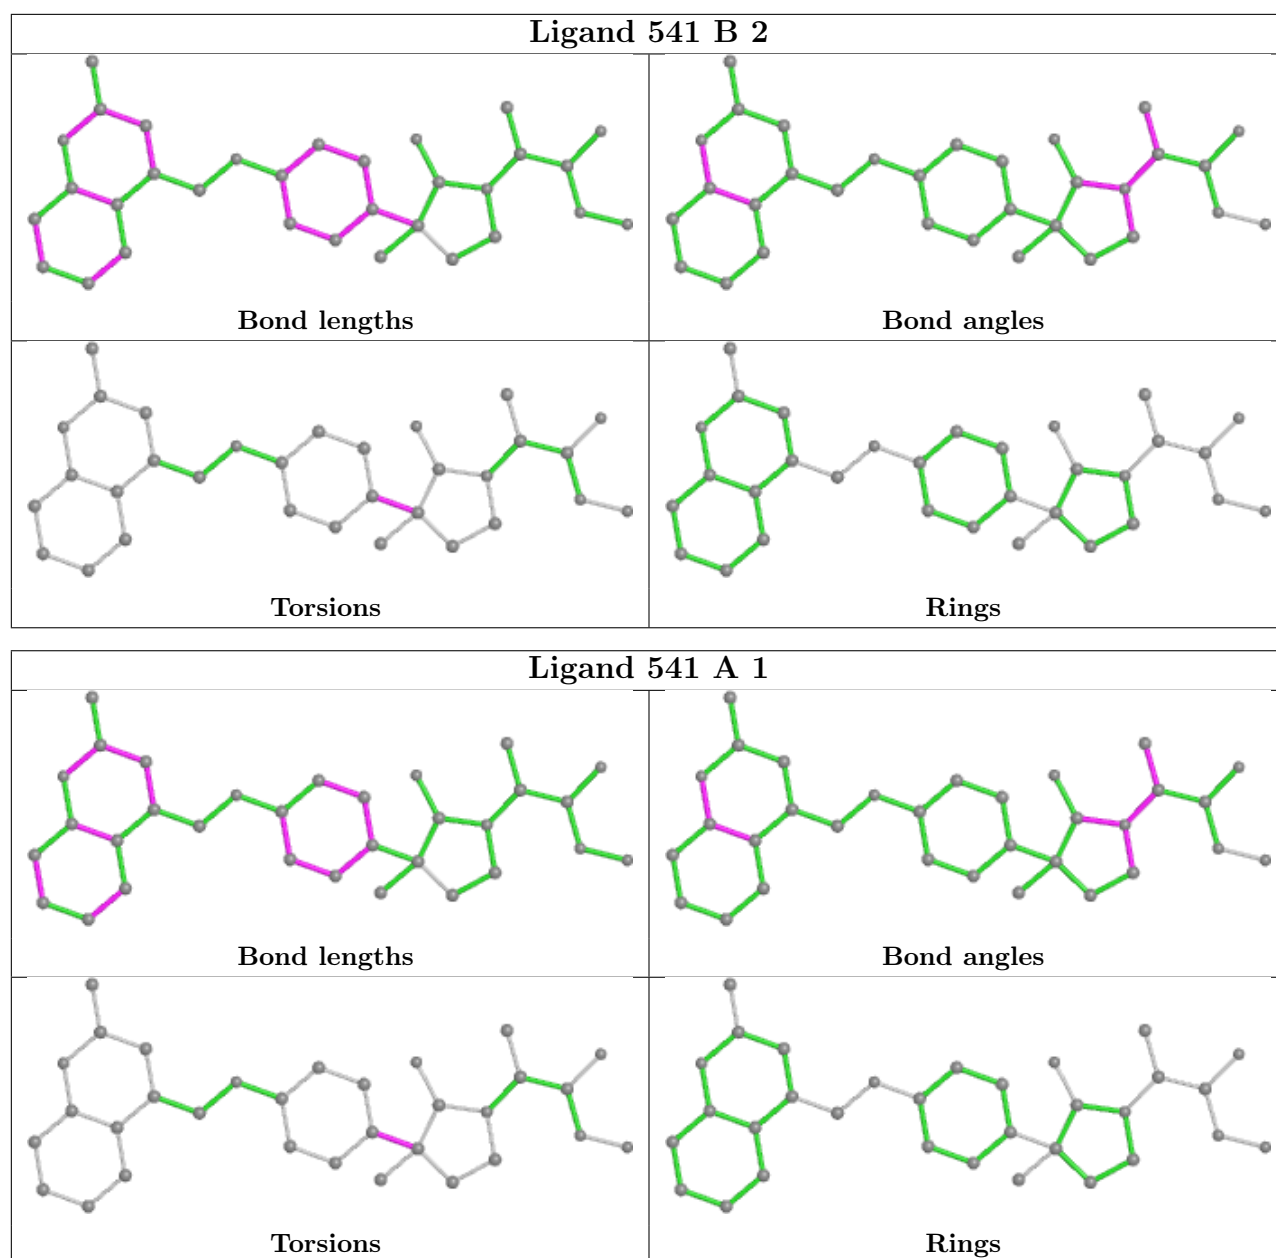 Ligand 541 B 2
Bond lengths
Bond angles
Torsions
Rings
Ligand 541 A 1
Bond lengths
Bond angles
Torsions
Rings